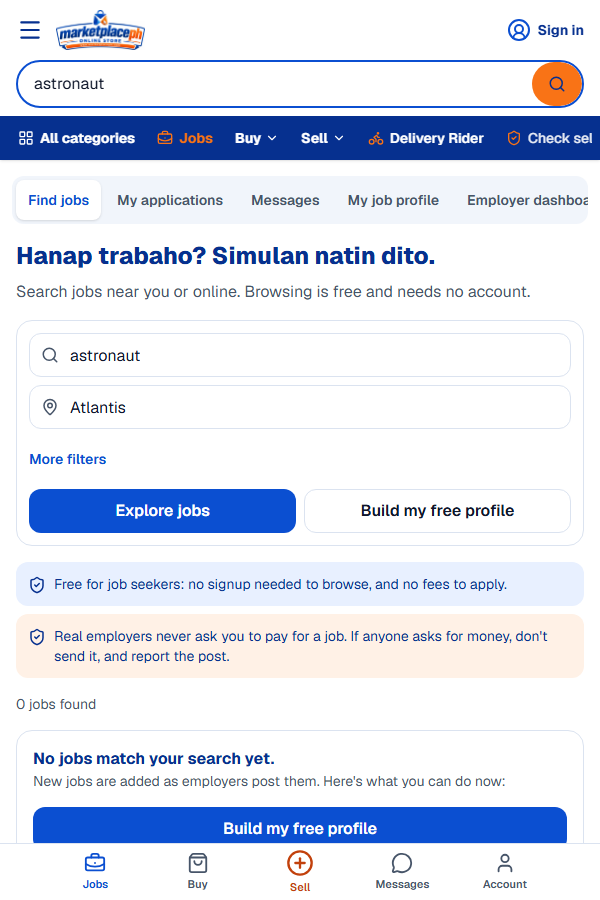 marketplaceph
ONLINE STORE
Sign in
astronaut
All categories
Jobs
Buy
Sell
Delivery Rider
Check sel
Find jobs
My applications
Messages
My job profile
Employer dashboa
Hanap trabaho? Simulan natin dito.
Search jobs near you or online. Browsing is free and needs no account.
astronaut
Atlantis
More filters
Explore jobs
Build my free profile
Free for job seekers: no signup needed to browse, and no fees to apply.
Real employers never ask you to pay for a job. If anyone asks for money, don't
send it, and report the post.
0 jobs found
No jobs match your search yet.
New jobs are added as employers post them. Here's what you can do now:
Build my free profile
Jobs
Buy
Sell
Messages
Account